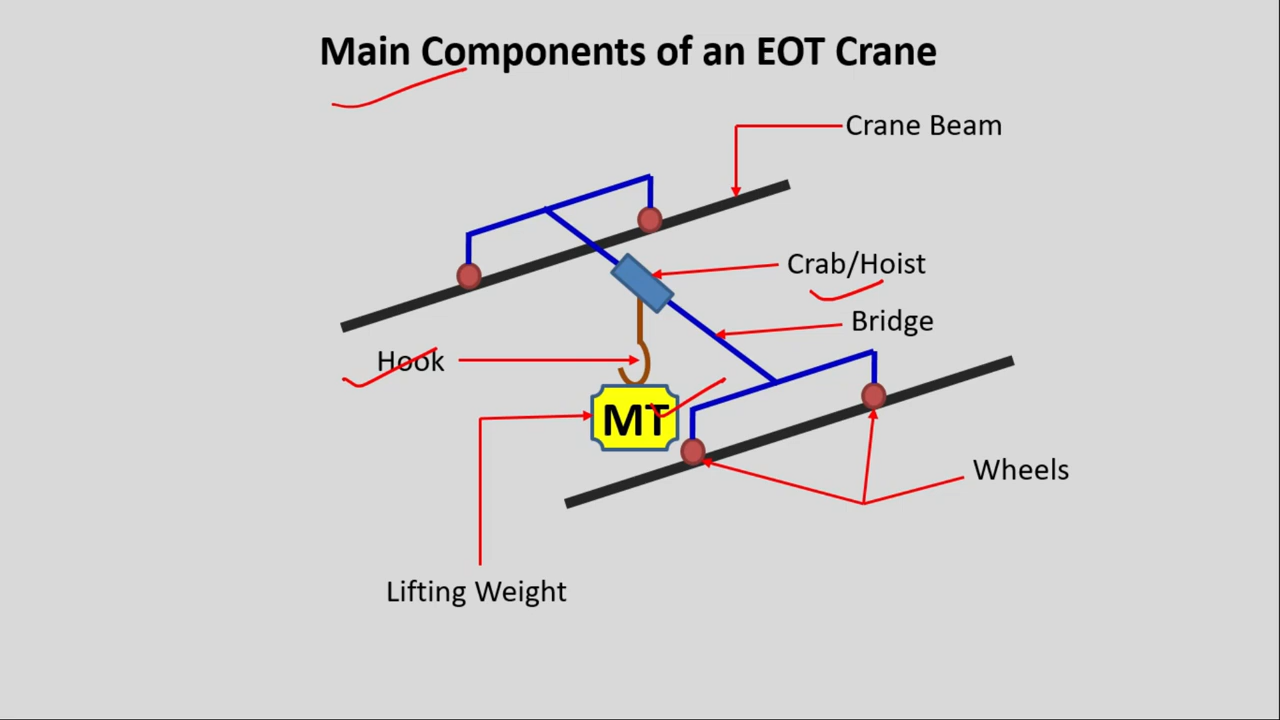 Main Components of an EOT Crane
Crane Beam
Crab/Hoist
Bridge
Hook
MT
Wheels
Lifting Weight